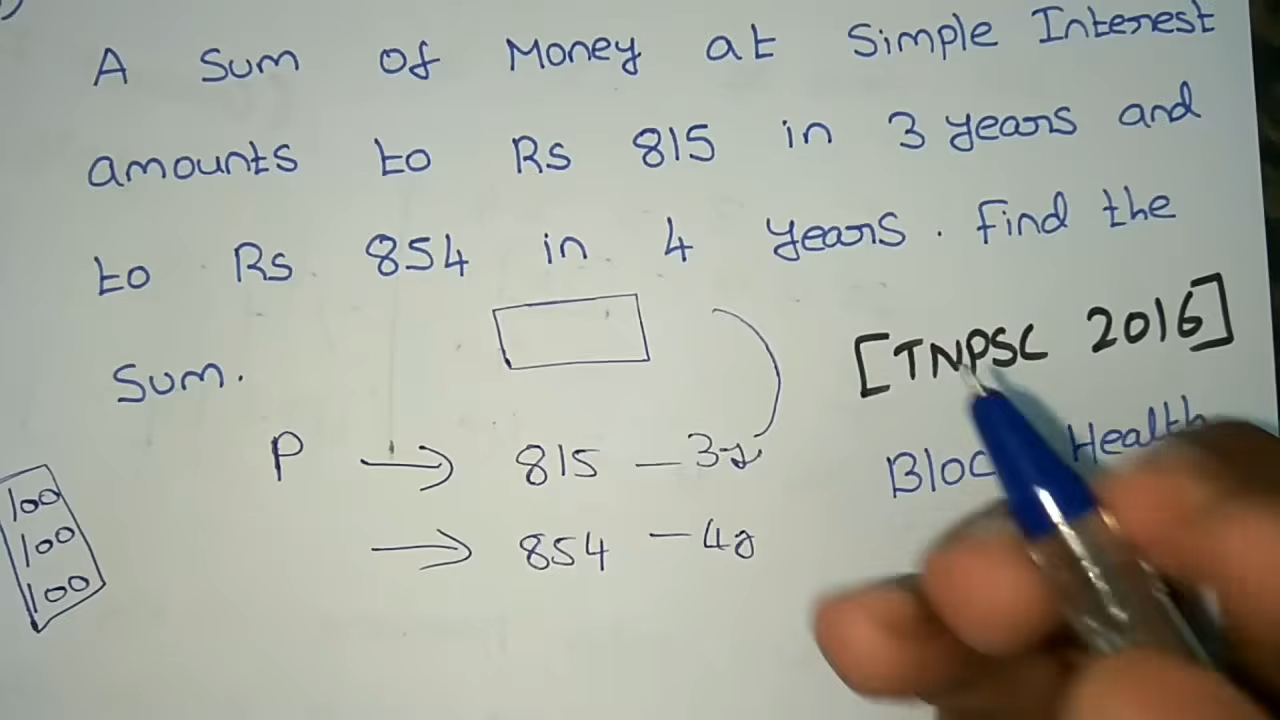 A Sum of Money at Simple Interest
amounts to Rs 815 in 3 years and
to Rs 854 in 4 years. Find the
Sum.
[TNPSC 2016]
Health
P → 815 — 3y
→ 854 — 4y
100
100
100